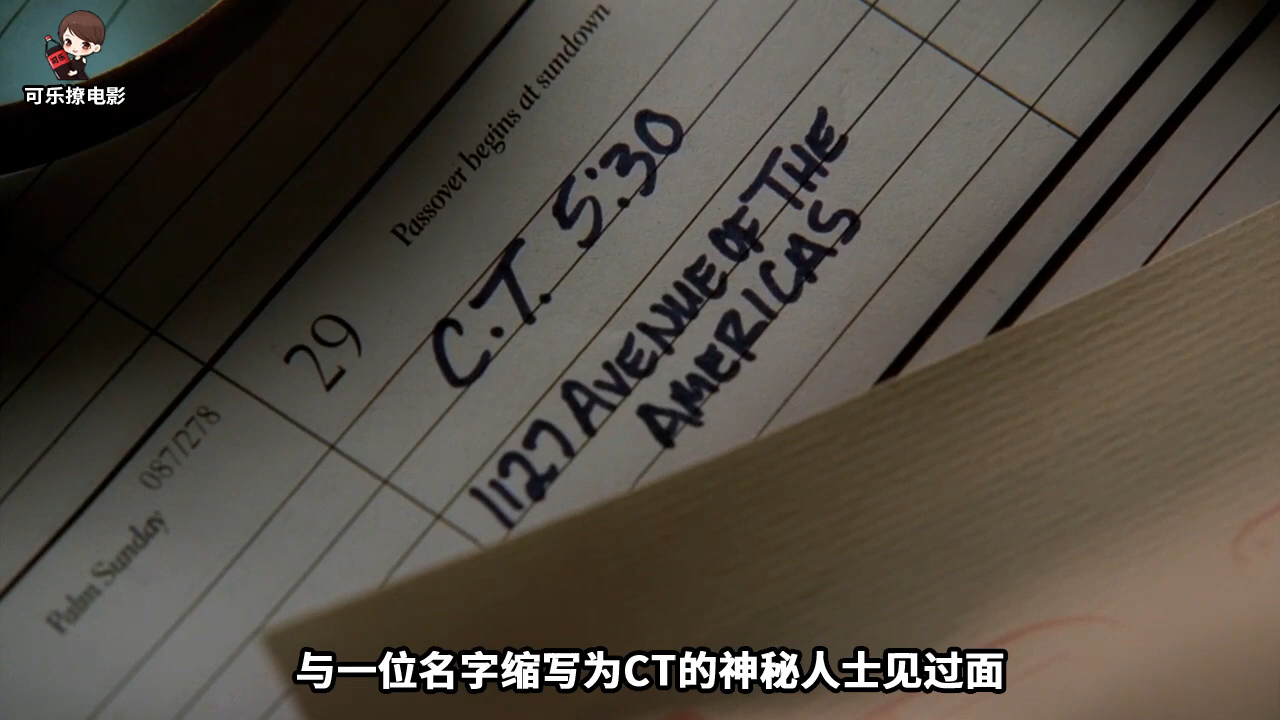 可乐撩电影
Passover begins at sundown
29
C.T. 5:30
1127 AVENUE OF THE
AMERICAS
087/278
Palm Sunday
与一位名字缩写为CT的神秘人士见过面